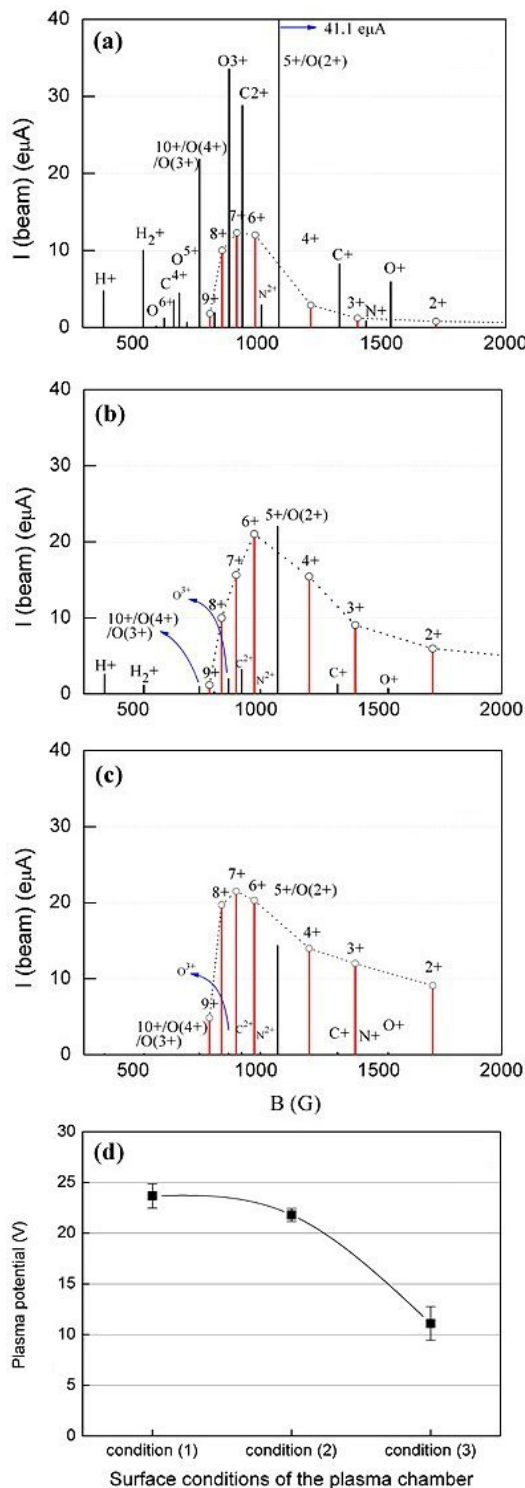 (a)
41.1 eμA
O3+
5+/O(2+)
C2+
10+/O(4+)
/O(3+)
7+
6+
8+
H₂⁺
O⁵⁺
4+
C+
H+
C⁴⁺
O+
O⁶⁺
9+
N²⁺
3+
N+
2+
I (beam) (eμA)
40
30
20
10
0
500
1000
1500
2000
(b)
6+
5+/O(2+)
7+
4+
O³⁺
8+
10+/O(4+)
/O(3+)
3+
2+
H+
H₂⁺
9+
C²⁺
N²⁺
C+
O+
I (beam) (eμA)
40
30
20
10
0
500
1000
1500
2000
(c)
7+
8+
6+
5+/O(2+)
4+
3+
2+
O³⁺
9+
10+/O(4+)
/O(3+)
C²⁺
N²⁺
C+
N+
O+
I (beam) (eμA)
40
30
20
10
0
500
1000
1500
2000
B (G)
(d)
Plasma potential (V)
30
25
20
15
10
5
0
condition (1)
condition (2)
condition (3)
Surface conditions of the plasma chamber